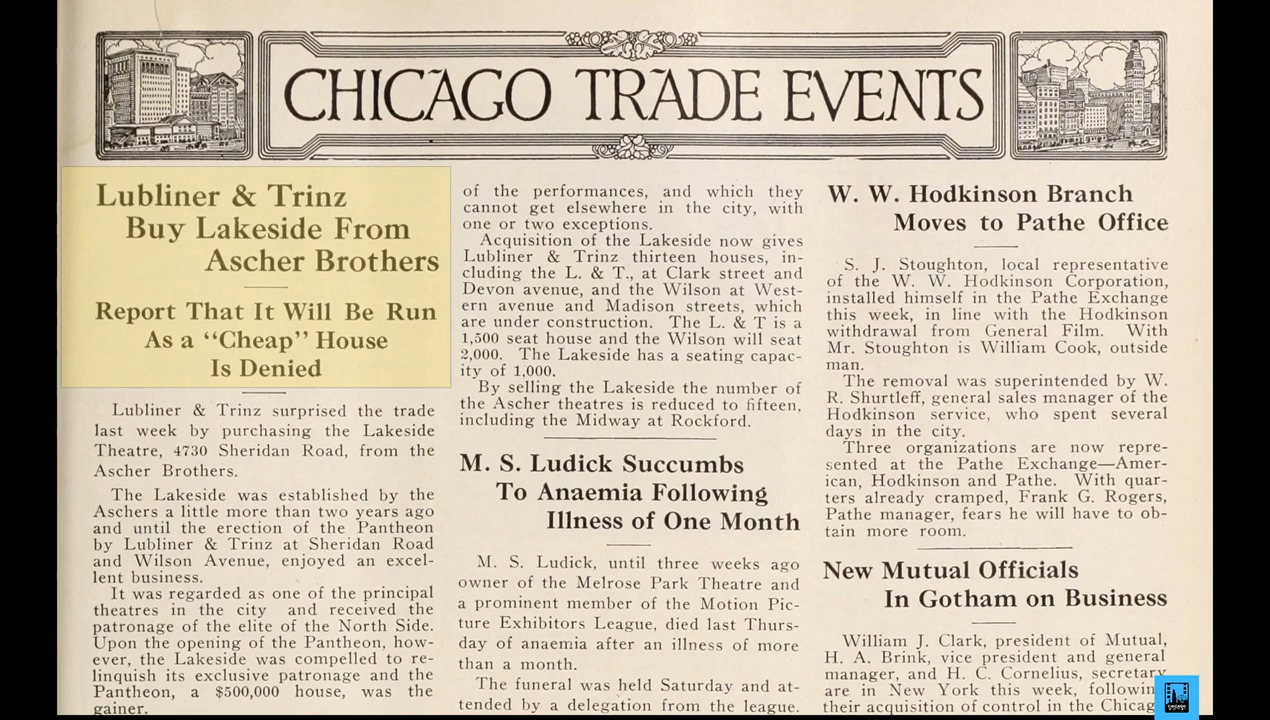 CHICAGO TRADE EVENTS
Lubliner & Trinz
Buy Lakeside From
Ascher Brothers
Report That It Will Be Run
As a “Cheap” House
Is Denied
Lubliner & Trinz surprised the trade
last week by purchasing the Lakeside
Theatre, 4730 Sheridan Road, from the
Ascher Brothers.
The Lakeside was established by the
Aschers a little more than two years ago
and until the erection of the Pantheon
by Lubliner & Trinz at Sheridan Road
and Wilson Avenue, enjoyed an excel-
lent business.
It was regarded as one of the principal
theatres in the city and received the
patronage of the elite of the North Side.
Upon the opening of the Pantheon, how-
ever, the Lakeside was compelled to re-
linquish its exclusive patronage and the
Pantheon, a $500,000 house, was the
gainer.
of the performances, and which they
cannot get elsewhere in the city, with
one or two exceptions.
Acquisition of the Lakeside now gives
Lubliner & Trinz thirteen houses, in-
cluding the L. & T., at Clark street and
Devon avenue, and the Wilson at West-
ern avenue and Madison streets, which
are under construction. The L. & T is a
1,500 seat house and the Wilson will seat
2,000. The Lakeside has a seating capac-
ity of 1,000.
By selling the Lakeside the number of
the Ascher theatres is reduced to fifteen,
including the Midway at Rockford.
M. S. Ludick Succumbs
To Anaemia Following
Illness of One Month
M. S. Ludick, until three weeks ago
owner of the Melrose Park Theatre and
a prominent member of the Motion Pic-
ture Exhibitors League, died last Thurs-
day of anaemia after an illness of more
than a month.
The funeral was held Saturday and at-
tended by a delegation from the league.
W. W. Hodkinson Branch
Moves to Pathe Office
S. J. Stoughton, local representative
of the W. W. Hodkinson Corporation,
installed himself in the Pathe Exchange
this week, in line with the Hodkinson
withdrawal from General Film. With
Mr. Stoughton is William Cook, outside
man.
The removal was superintended by W.
R. Shurtleff, general sales manager of the
Hodkinson service, who spent several
days in the city.
Three organizations are now repre-
sented at the Pathe Exchange—Amer-
ican, Hodkinson and Pathe. With quar-
ters already cramped, Frank G. Rogers,
Pathe manager, fears he will have to ob-
tain more room.
New Mutual Officials
In Gotham on Business
William J. Clark, president of Mutual,
H. A. Brink, vice president and general
manager, and H. C. Cornelius, secretary
are in New York this week, followin
their acquisition of control in the Chicag
CHICAGO